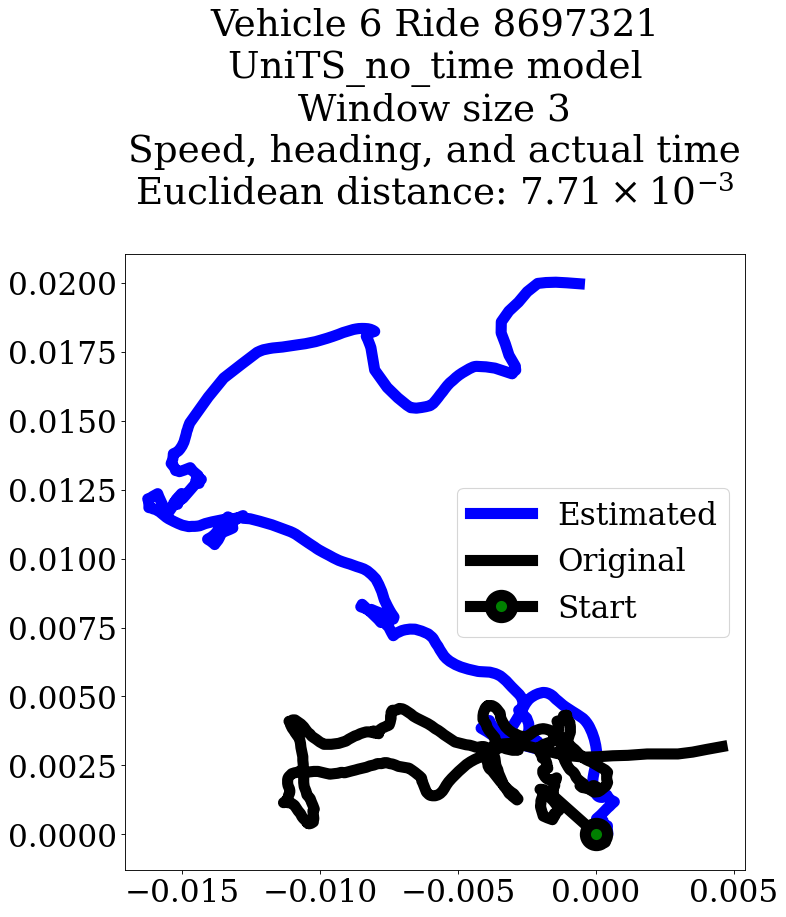 Vehicle 6 Ride 8697321
UniTS_no_time model
Window size 3
Speed, heading, and actual time
Euclidean distance: 7.71 × 10⁻³
0.0200
0.0175
0.0150
0.0125
0.0100
0.0075
0.0050
0.0025
0.0000
Estimated
Original
Start
−0.015 −0.010 −0.005 0.000 0.005